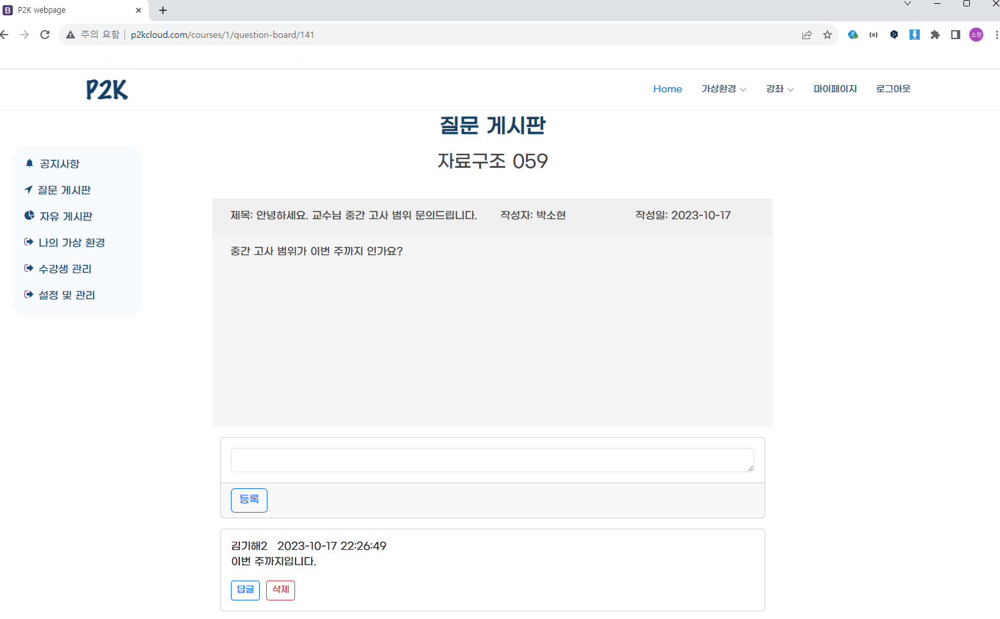 P2K webpage
주의 요함 p2kcloud.com/courses/1/question-board/141
소현
P2K
Home 가상환경 강좌 마이페이지 로그아웃
질문 게시판
자료구조 059
공지사항
질문 게시판
자유 게시판
나의 가상 환경
수강생 관리
설정 및 관리
제목: 안녕하세요. 교수님 중간 고사 범위 문의드립니다. 작성자: 박소현 작성일: 2023-10-17
중간 고사 범위가 이번 주까지 인가요?
등록
김기해2 2023-10-17 22:26:49
이번 주까지입니다.
답글 삭제